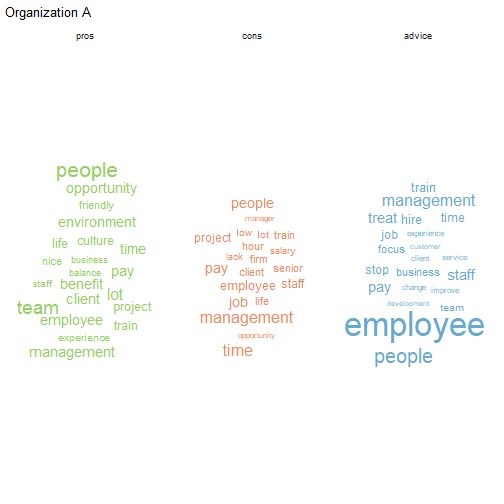 Organization A
pros
people
opportunity
friendly
environment
life culture time
nice business
balance pay
staff benefit
client lot
team project
employee train
experience
management
cons
people
manager
low lot train
project
hour salary
lack firm
pay client senior
employee staff
job life
management
opportunity
time
advice
train
management
treat hire time
job experience
focus customer
client service
stop business staff
pay change improve
development team
employee
people